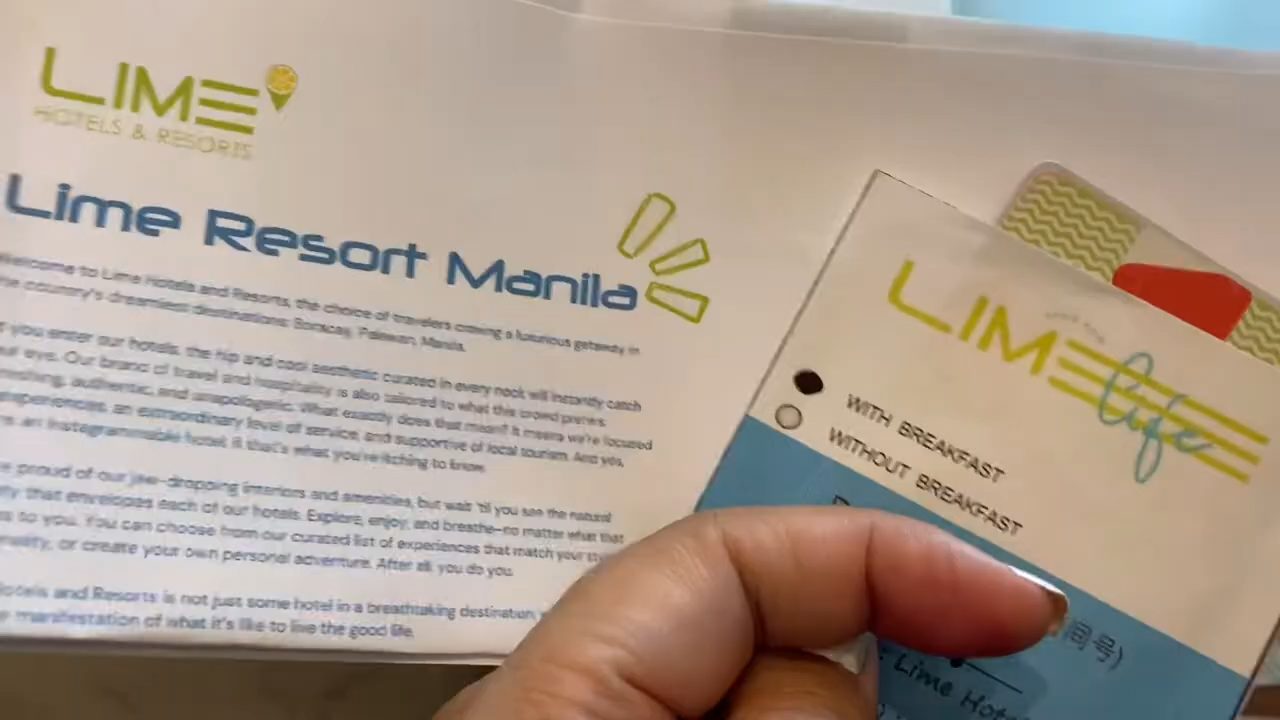 LIME
HOTELS & RESORTS
Lime Resort Manila
Welcome to Lime Hotels and Resorts, the choice of travelers craving a luxurious getaway in
the country's dreamiest destinations: Boracay, Palawan, Manila.
you enter our hotels, the hip and cool aesthetic curated in every nook will instantly catch
eye. Our brand of travel and hospitality is also tailored to what this crowd prefers:
authentic, and unapologetic. What exactly does that mean? It means we're focused
experiences, an extraordinary level of service, and supportive of local tourism. And yes,
an Instagrammable hotel, if that's what you're itching to know.
proud of our jaw-dropping interiors and amenities, but wait 'til you see the natural
that envelopes each of our hotels. Explore, enjoy, and breathe—no matter what that
to you. You can choose from our curated list of experiences that match your
or create your own personal adventure. After all, you do you.
Hotels and Resorts is not just some hotel in a breathtaking destination,
manifestation of what it's like to live the good life.
LIME
life
WITH BREAKFAST
WITHOUT BREAKFAST
间号)
: Lime Hote